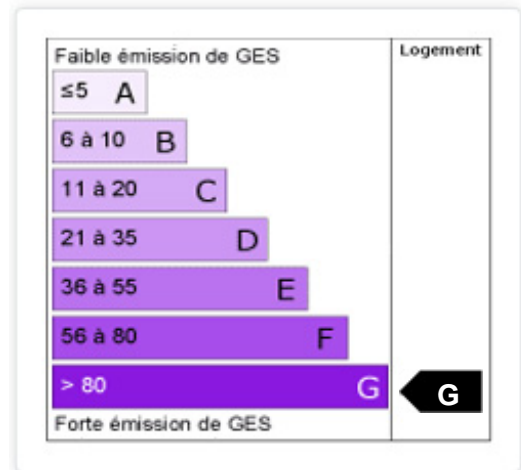 Faible émission de GES
Logement
≤5 A
6 à 10 B
11 à 20 C
21 à 35 D
36 à 55 E
56 à 80 F
> 80 G
G
Forte émission de GES